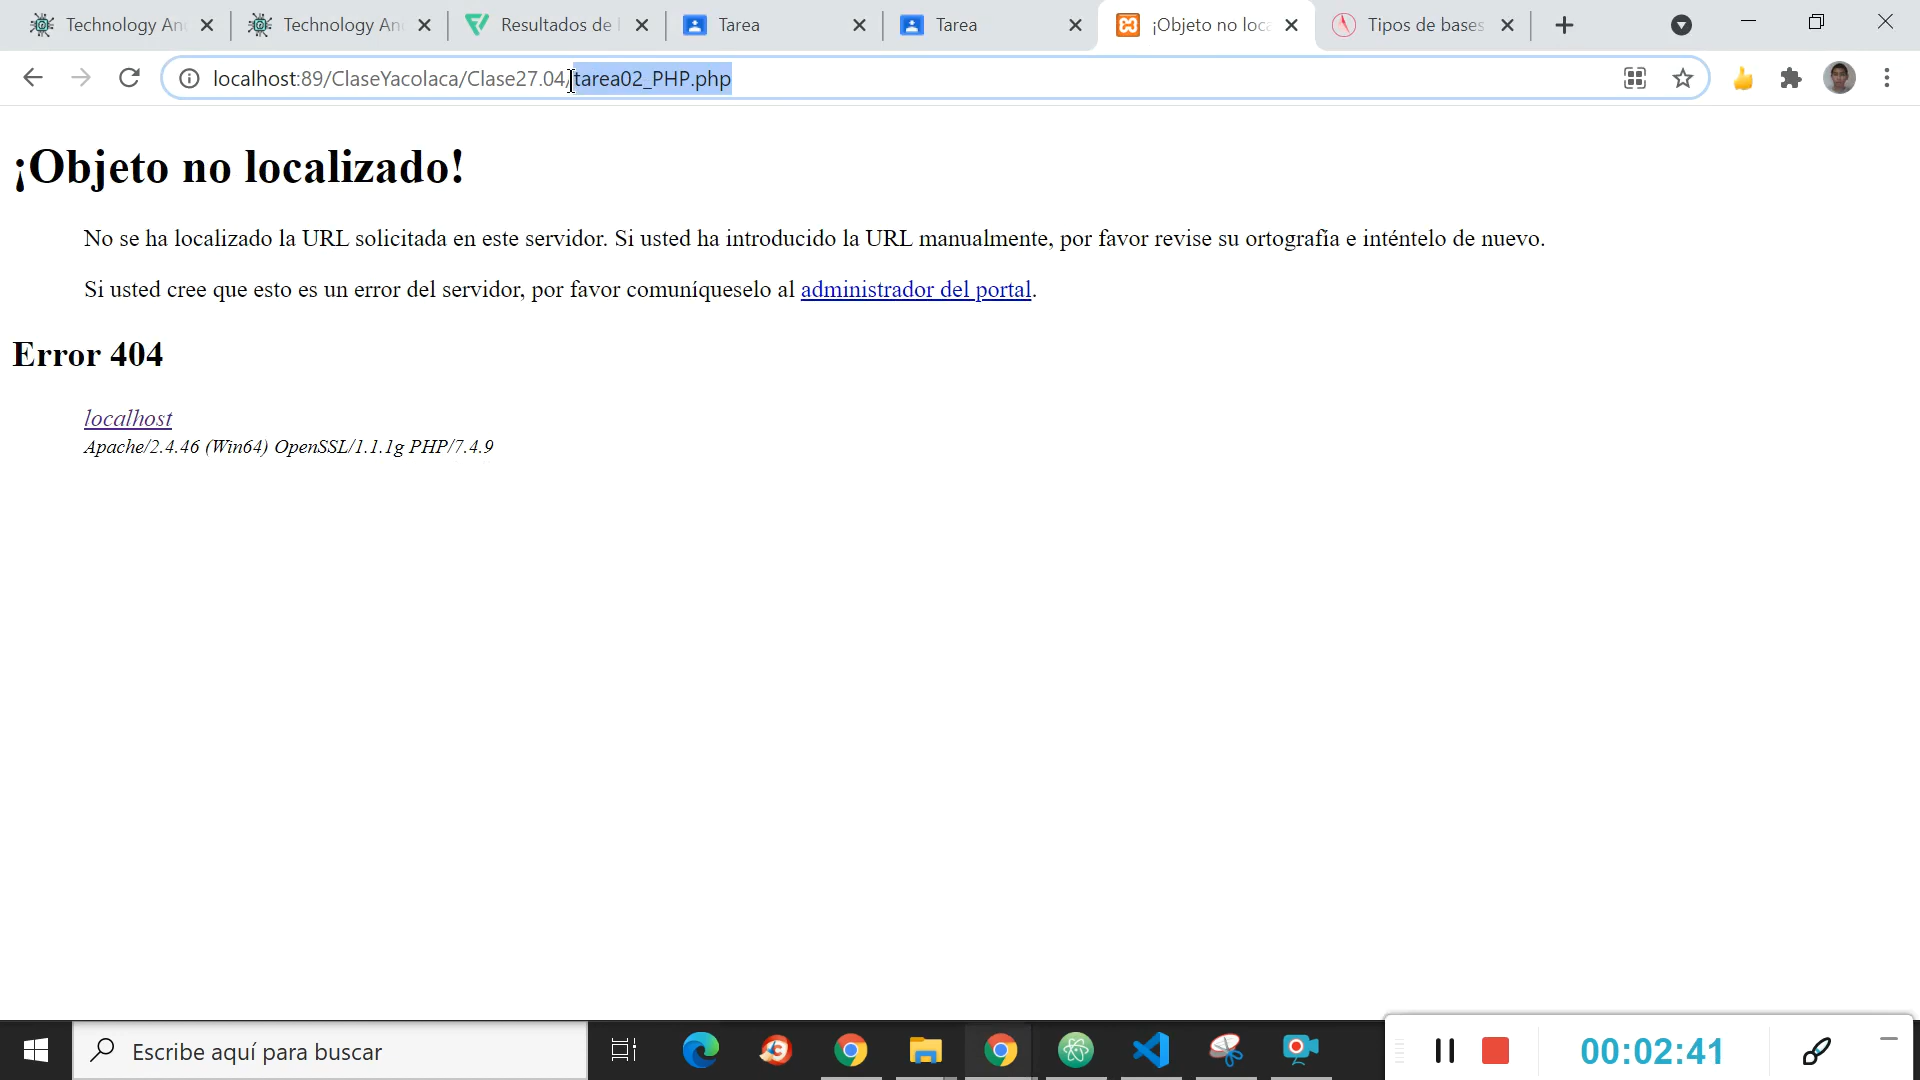 Technology An
Technology An
Resultados de
Tarea
Tarea
¡Objeto no loc
Tipos de bases
localhost:89/ClaseYacolaca/Clase27.04/tarea02_PHP.php
¡Objeto no localizado!
No se ha localizado la URL solicitada en este servidor. Si usted ha introducido la URL manualmente, por favor revise su ortografía e inténtelo de nuevo.
Si usted cree que esto es un error del servidor, por favor comuníqueselo al administrador del portal.
Error 404
localhost
Apache/2.4.46 (Win64) OpenSSL/1.1.1g PHP/7.4.9
Escribe aquí para buscar
00:02:41